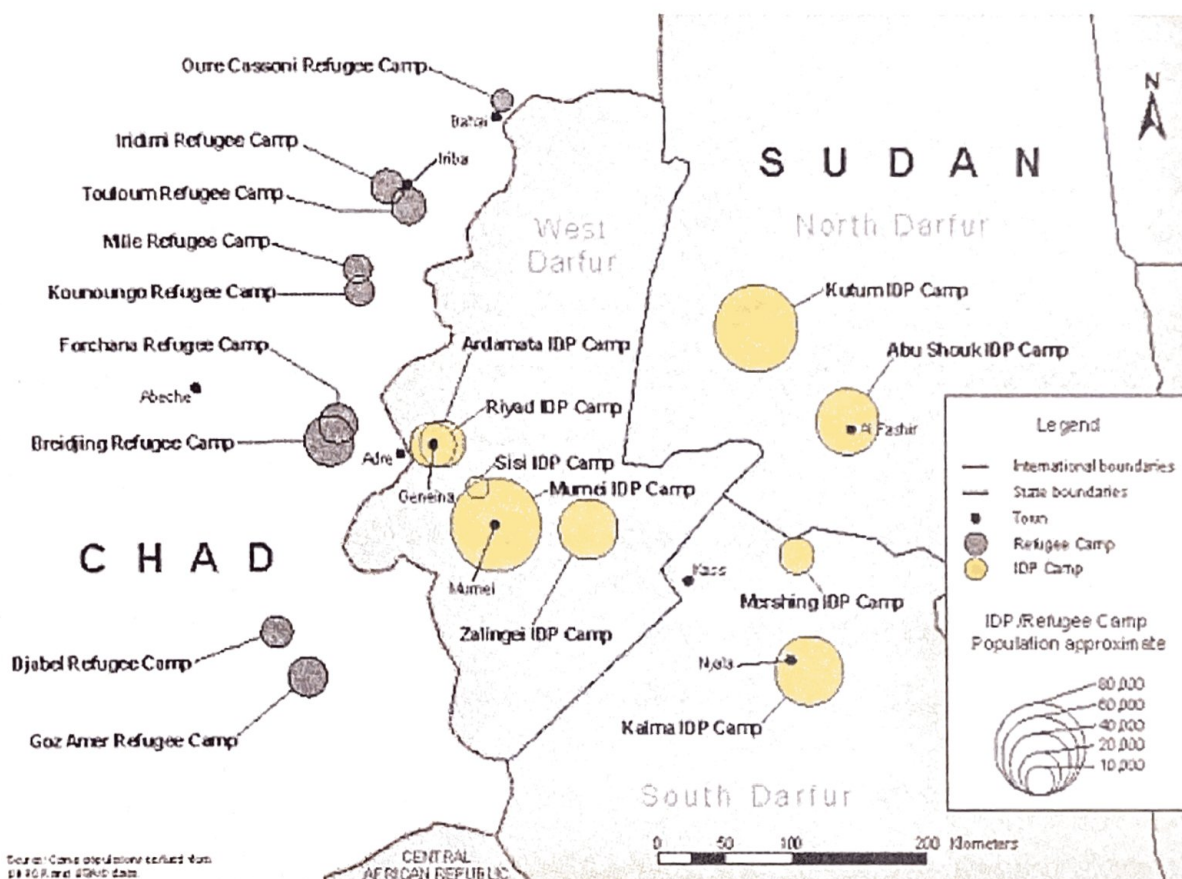 Oure Cassoni Refugee Camp
Bahai
Iridimi Refugee Camp
Iriba
Touloum Refugee Camp
Mille Refugee Camp
Kounoungo Refugee Camp
Forchana Refugee Camp
Abeche
Breidjing Refugee Camp
Adre
CHAD
Djabel Refugee Camp
Goz Amer Refugee Camp
SUDAN
N
West
Darfur
North Darfur
Kutum IDP Camp
Abu Shouk IDP Camp
Al Fashir
Ardamata IDP Camp
Riyad IDP Camp
Sisi IDP Camp
Geneina
Murnei IDP Camp
Murnei
Zalingei IDP Camp
Kass
Mershing IDP Camp
Nyala
Kalma IDP Camp
South Darfur
Legend
International boundaries
State boundaries
Town
Refugee Camp
IDP Camp
IDP/Refugee Camp
Population approximate
80,000
60,000
40,000
20,000
10,000
0 50 100 200 Kilometers
CENTRAL
AFRICAN REPUBLIC